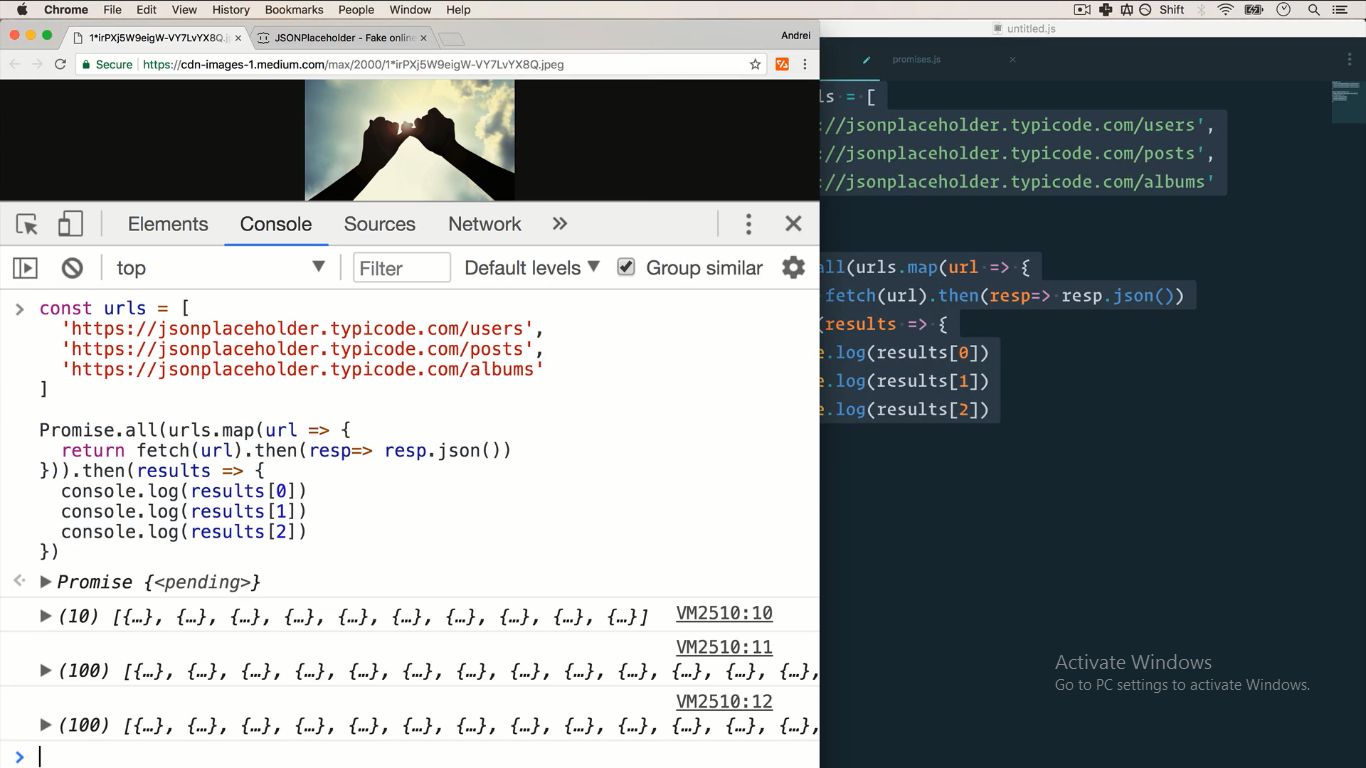 Chrome File Edit View History Bookmarks People Window Help Shift
untitled.js
1*irPXj5W9eigW-VY7LvYX8Q.j JSONPlaceholder - Fake online Andrei
Secure https://cdn-images-1.medium.com/max/2000/1*irPXj5W9eigW-VY7LvYX8Q.jpeg
promises.js
ls = [
://jsonplaceholder.typicode.com/users',
://jsonplaceholder.typicode.com/posts',
://jsonplaceholder.typicode.com/albums'
all(urls.map(url => {
fetch(url).then(resp=> resp.json())
(results => {
e.log(results[0])
e.log(results[1])
e.log(results[2])
Elements Console Sources Network »
top Filter Default levels Group similar
> const urls = [
'https://jsonplaceholder.typicode.com/users',
'https://jsonplaceholder.typicode.com/posts',
'https://jsonplaceholder.typicode.com/albums'
]
Promise.all(urls.map(url => {
return fetch(url).then(resp=> resp.json())
})).then(results => {
console.log(results[0])
console.log(results[1])
console.log(results[2])
})
Promise {<pending>}
(10) [{…}, {…}, {…}, {…}, {…}, {…}, {…}, {…}, {…}, {…}] VM2510:10
VM2510:11
(100) [{…}, {…}, {…}, {…}, {…}, {…}, {…}, {…}, {…}, {…}, {…}, {…}, {…},
VM2510:12
(100) [{…}, {…}, {…}, {…}, {…}, {…}, {…}, {…}, {…}, {…}, {…}, {…}, {…},
>
Activate Windows
Go to PC settings to activate Windows.